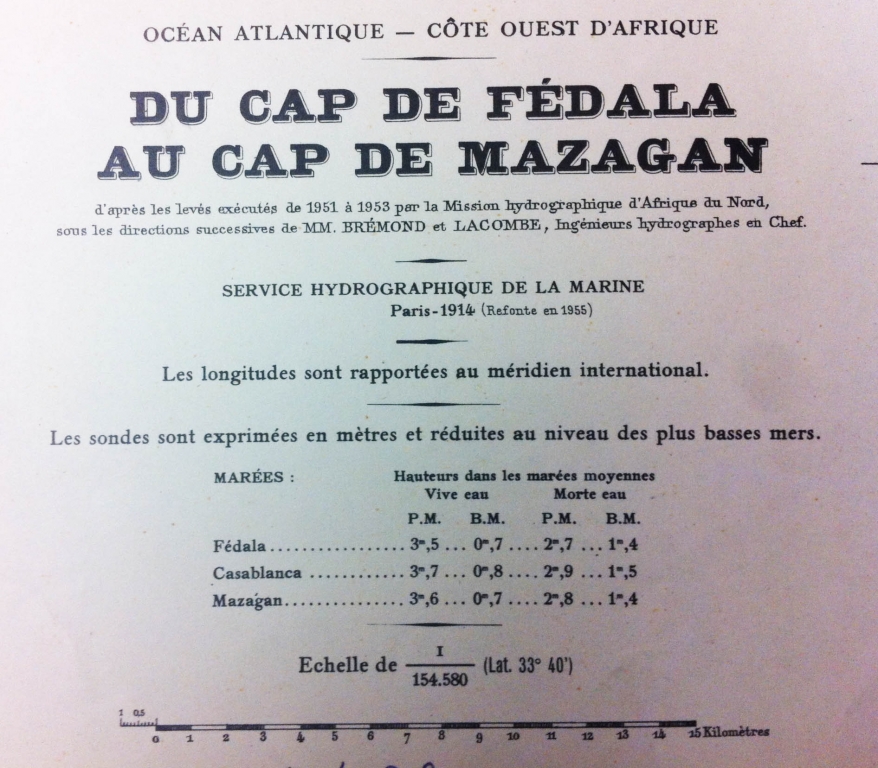 OCÉAN ATLANTIQUE — CÔTE OUEST D'AFRIQUE
DU CAP DE FÉDALA
AU CAP DE MAZAGAN
d'après les levés exécutés de 1951 à 1953 par la Mission hydrographique d'Afrique du Nord,
sous les directions successives de MM. BRÉMOND et LACOMBE, Ingénieurs hydrographes en Chef.
SERVICE HYDROGRAPHIQUE DE LA MARINE
Paris-1914 (Refonte en 1955)
Les longitudes sont rapportées au méridien international.
Les sondes sont exprimées en mètres et réduites au niveau des plus basses mers.
MARÉES : Hauteurs dans les marées moyennes
Vive eau Morte eau
P.M. B.M. P.M. B.M.
Fédala ............... 3ᵐ,5 ... 0ᵐ,7 .... 2ᵐ,7 ... 1ᵐ,4
Casablanca ............ 3ᵐ,7 ... 0ᵐ,8 .... 2ᵐ,9 ... 1ᵐ,5
Mazagan............... 3ᵐ,6 ... 0ᵐ,7 .... 2ᵐ,8 ... 1ᵐ,4
Echelle de 1/154.580 (Lat. 33° 40')
1 0,5
0 1 2 3 4 5 6 7 8 9 10 11 12 13 14 15 Kilomètres